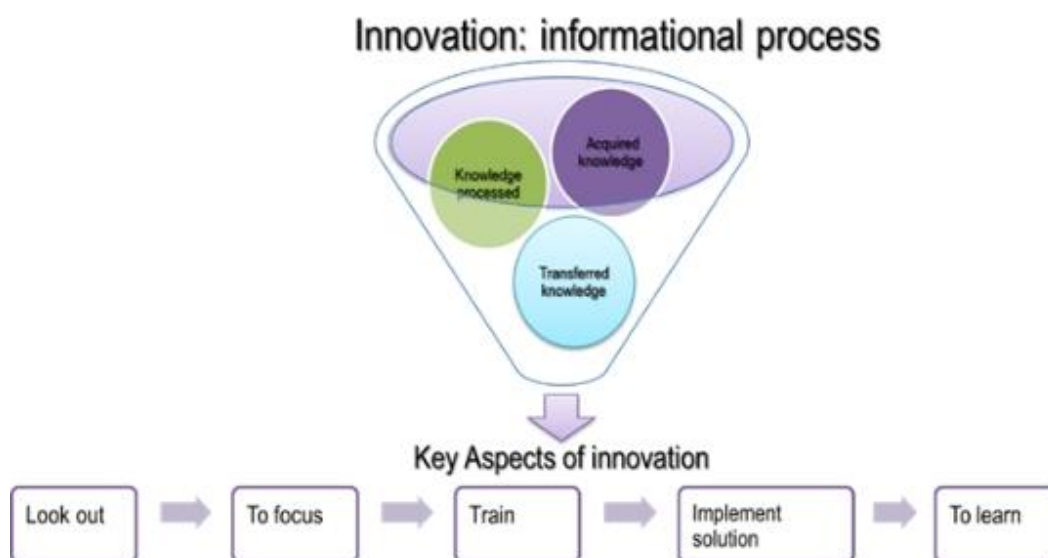 Innovation: informational process
Acquired
knowledge
Knowledge
processed
Transferred
knowledge
Key Aspects of innovation
Look out
To focus
Train
Implement
solution
To learn